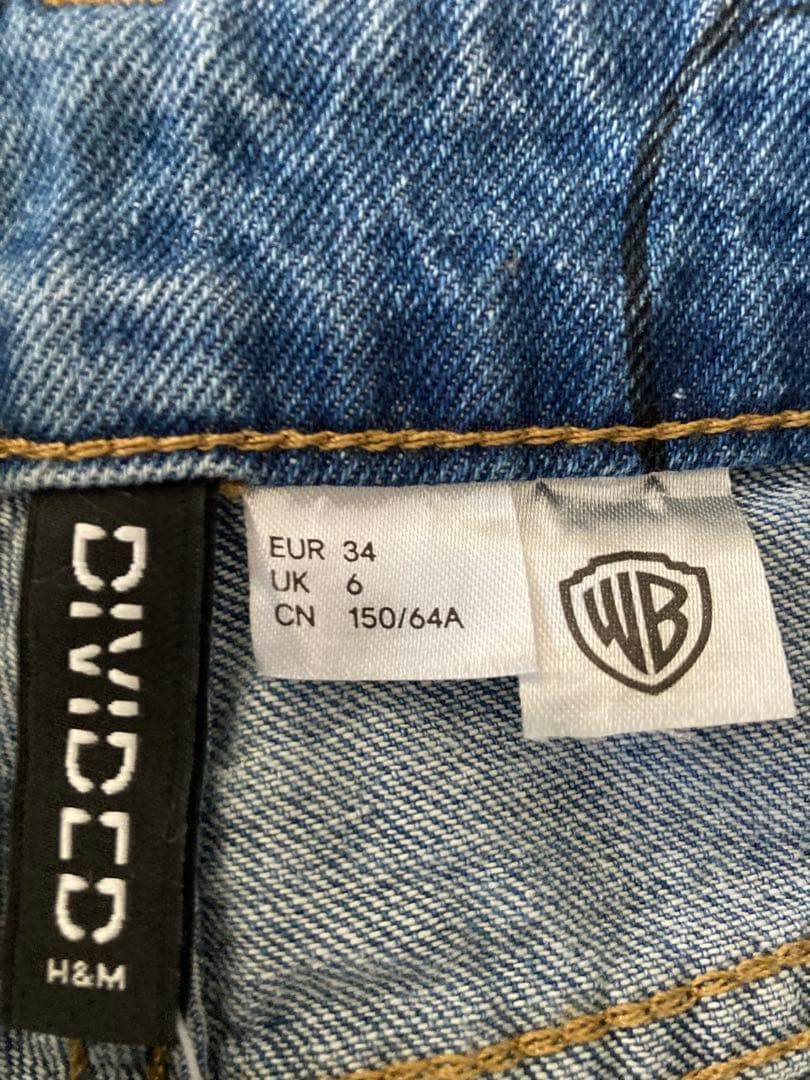 DIVIDED
H&M
EUR 34
UK 6
CN 150/64A
WB